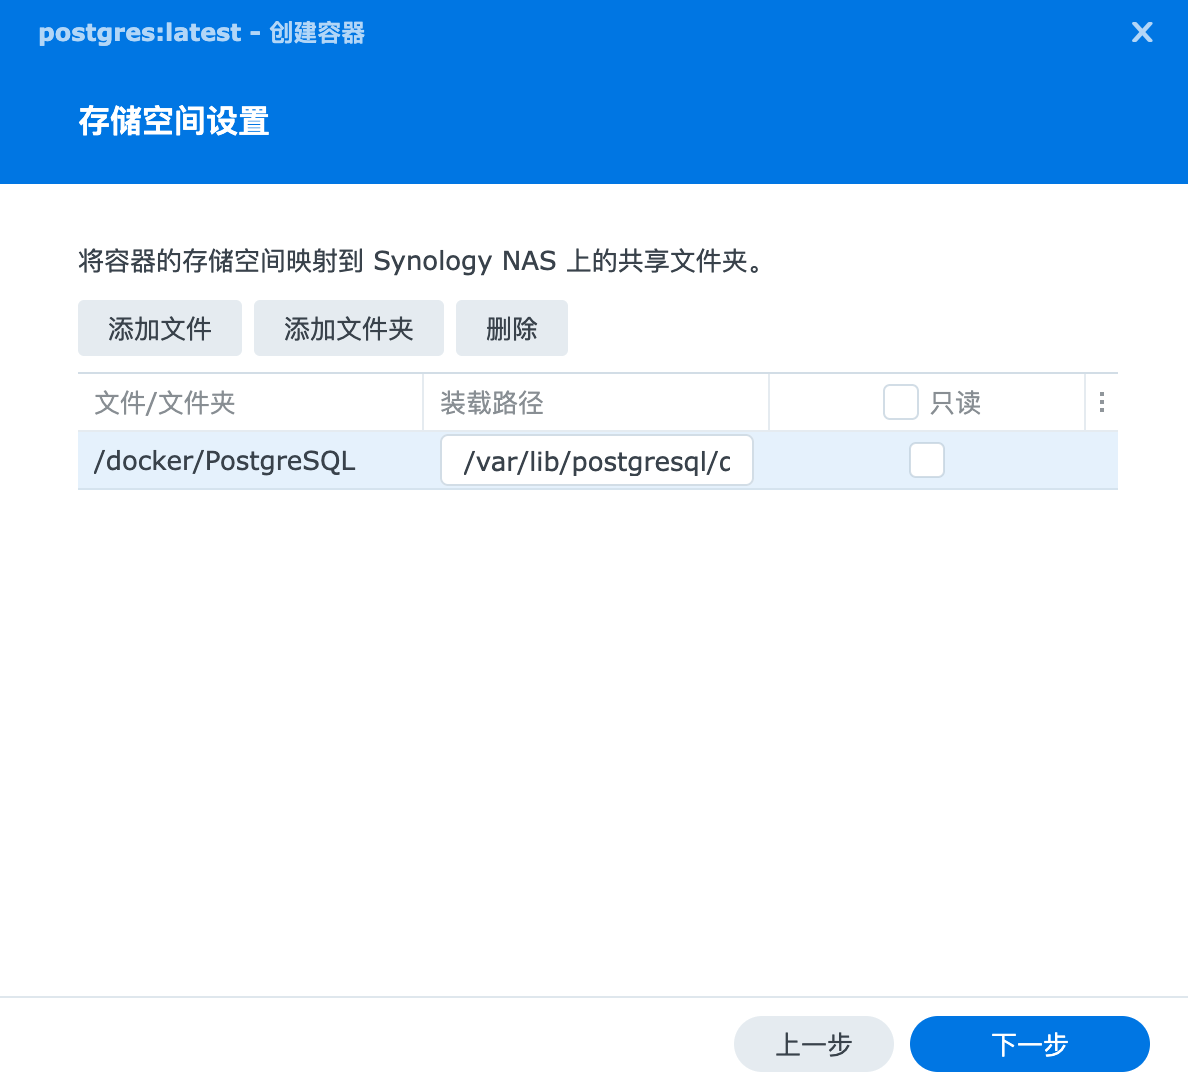 postgres:latest - 创建容器
存储空间设置
将容器的存储空间映射到 Synology NAS 上的共享文件夹。
添加文件 添加文件夹 删除
文件/文件夹 装载路径 只读
/docker/PostgreSQL /var/lib/postgresql/
上一步 下一步